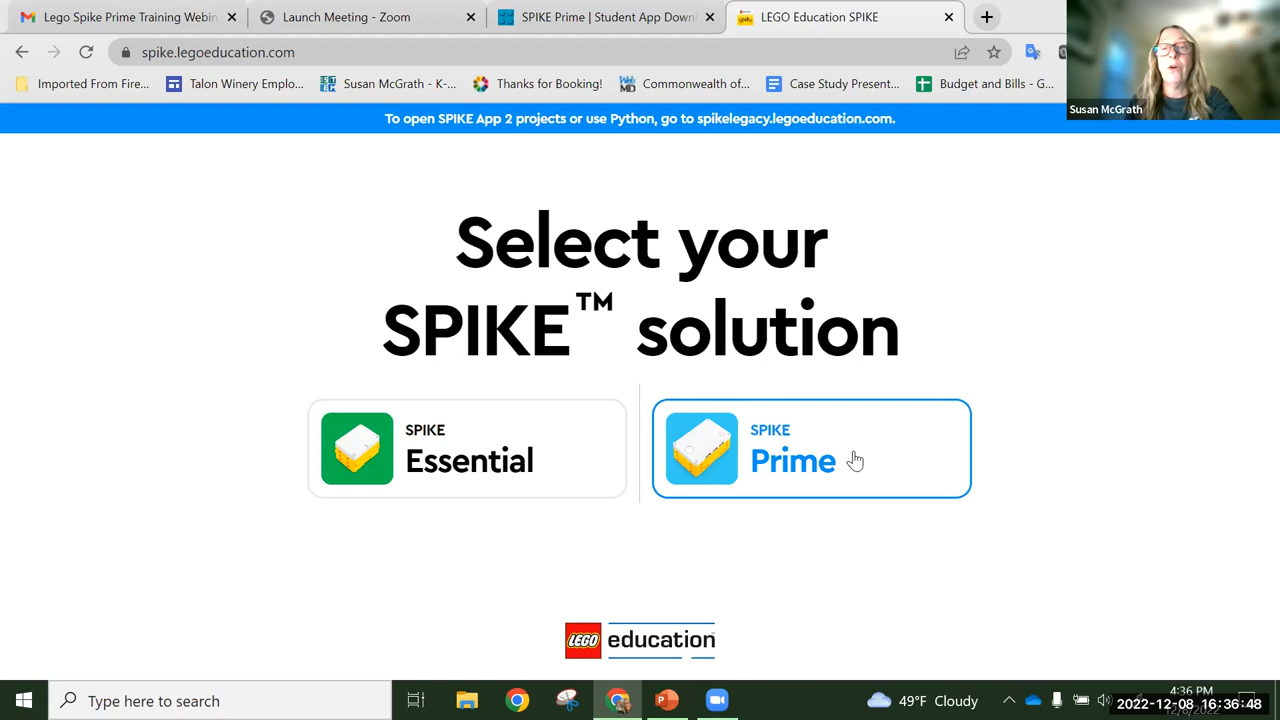 Lego Spike Prime Training Webin
Launch Meeting - Zoom
SPIKE Prime | Student App Down
LEGO Education SPIKE
spike.legoeducation.com
Imported From Fire...
Talon Winery Emplo...
Susan McGrath - K-...
Thanks for Booking!
Commonwealth of...
Case Study Present...
Budget and Bills - G...
Susan McGrath
To open SPIKE App 2 projects or use Python, go to spikelegacy.legoeducation.com.
Select your
SPIKE™ solution
SPIKE
Essential
SPIKE
Prime
LEGO education
Type here to search
49°F Cloudy
4:36 PM
2022-12-08 16:36:48